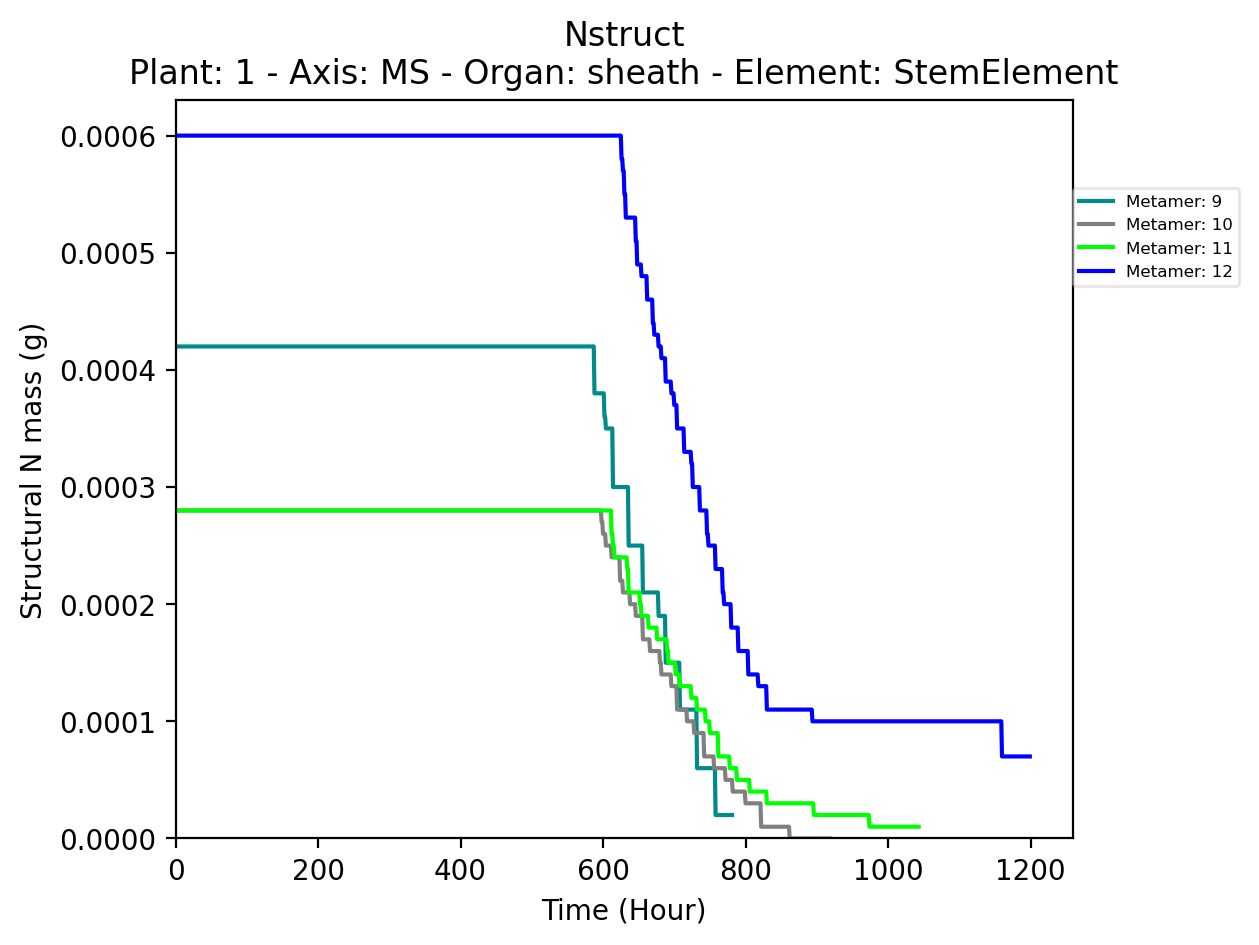 Nstruct
Plant: 1 - Axis: MS - Organ: sheath - Element: StemElement
Structural N mass (g)
0.0006
0.0005
0.0004
0.0003
0.0002
0.0001
0.0000
0 200 400 600 800 1000 1200
Time (Hour)
Metamer: 9
Metamer: 10
Metamer: 11
Metamer: 12